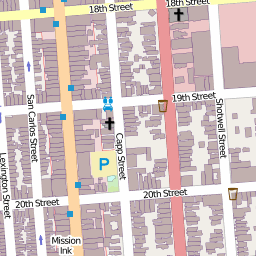 18th Street
18th Street
19th Street
San Carlos Street
Capp Street
Shotwell Street
Lexington Street
P
20th Street
20th Street
Mission
Ink